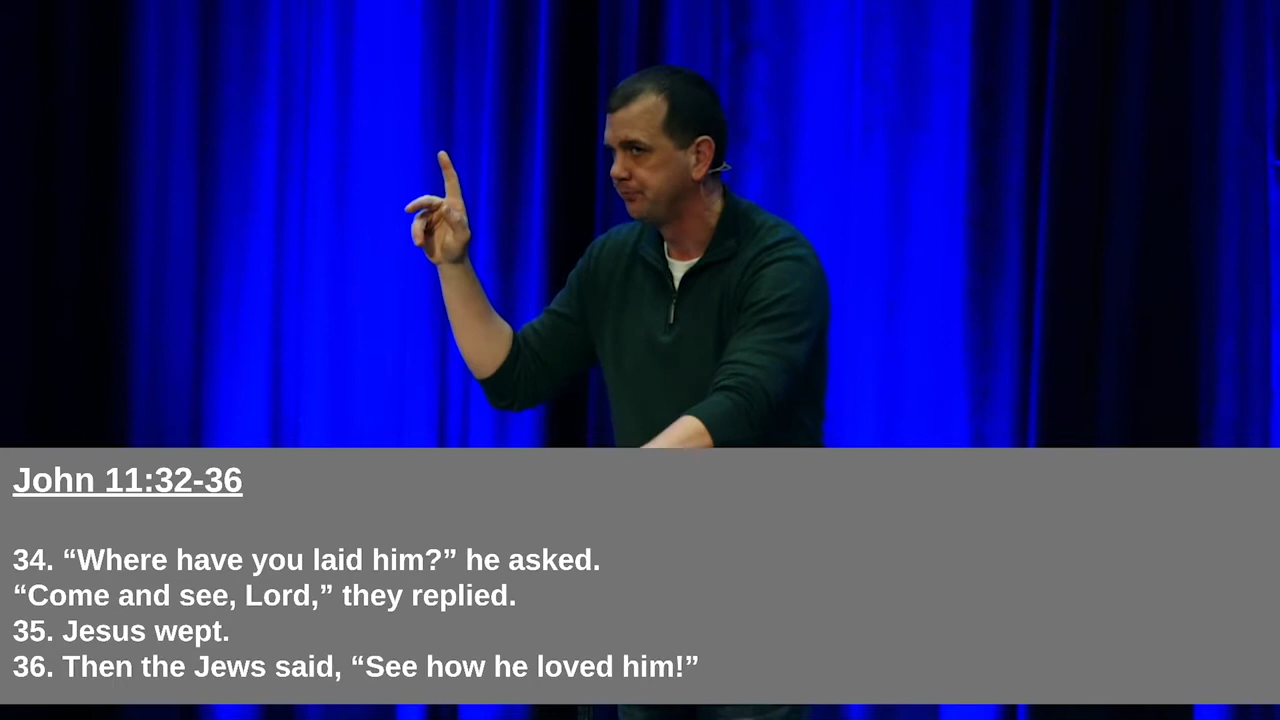 John 11:32-36
34. “Where have you laid him?” he asked.
“Come and see, Lord,” they replied.
35. Jesus wept.
36. Then the Jews said, “See how he loved him!”